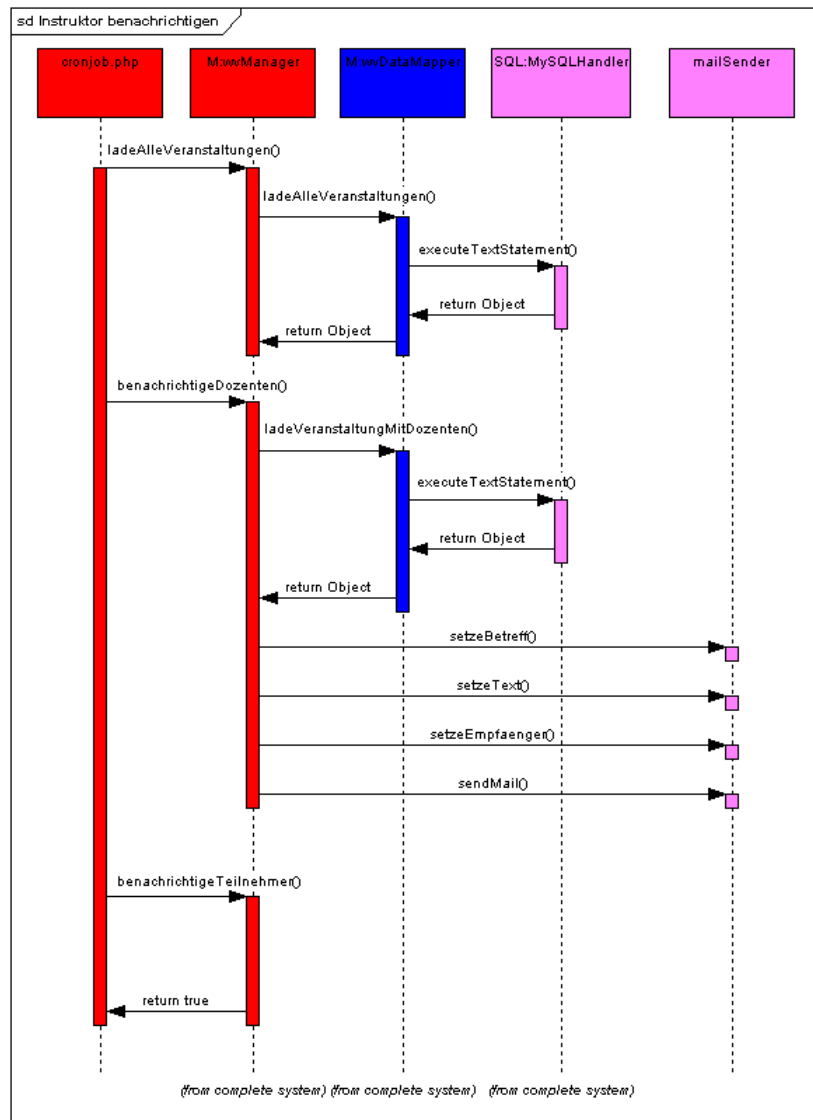 sd Instruktor benachrichtigen
cronjob.php
M:wvManager
M:wvDataMapper
SQL:MySQLHandler
mailSender
ladeAlleVeranstaltungen()
ladeAlleVeranstaltungen()
executeTextStatement()
return Object
return Object
benachrichtigeDozenten()
ladeVeranstaltungMitDozenten()
executeTextStatement()
return Object
return Object
setzeBetreff()
setzeText()
setzeEmpfaenger()
sendMail()
benachrichtigeTeilnehmer()
return true
(from complete system)
(from complete system)
(from complete system)